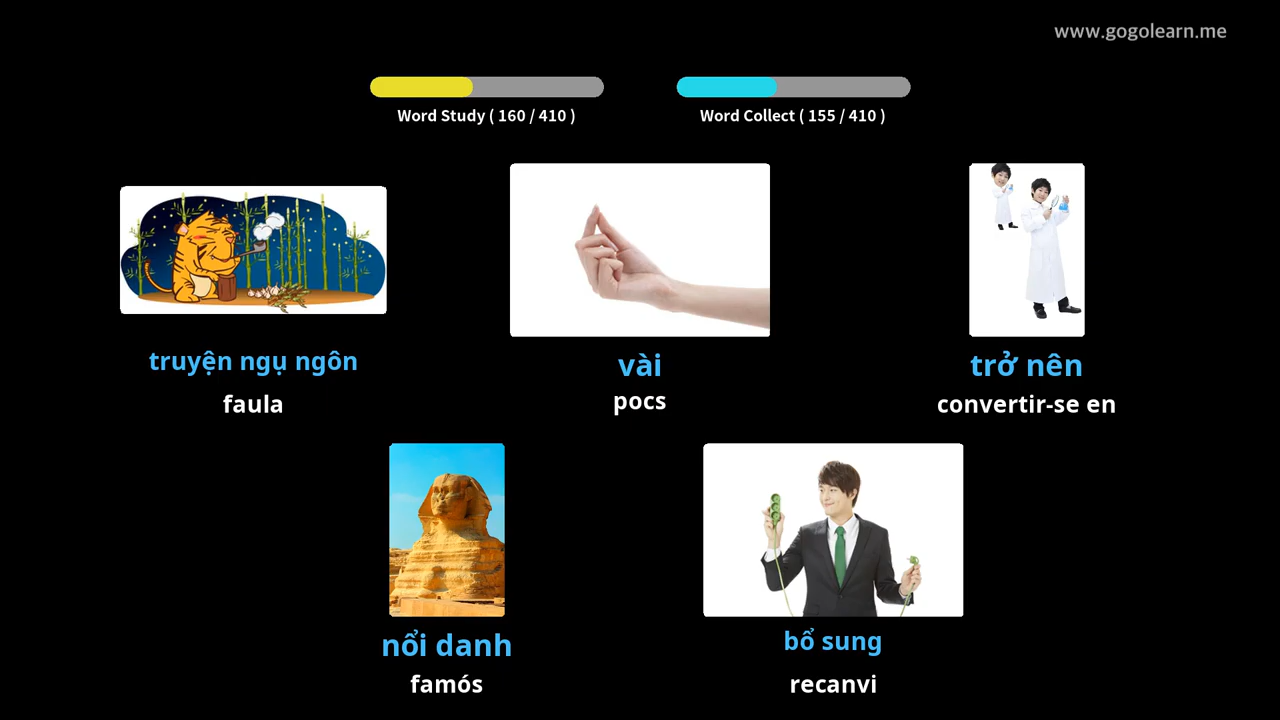 www.gogolearn.me
Word Study ( 160 / 410 )
Word Collect ( 155 / 410 )
truyện ngụ ngôn
faula
vài
pocs
trở nên
convertir-se en
nổi danh
famós
bổ sung
recanvi